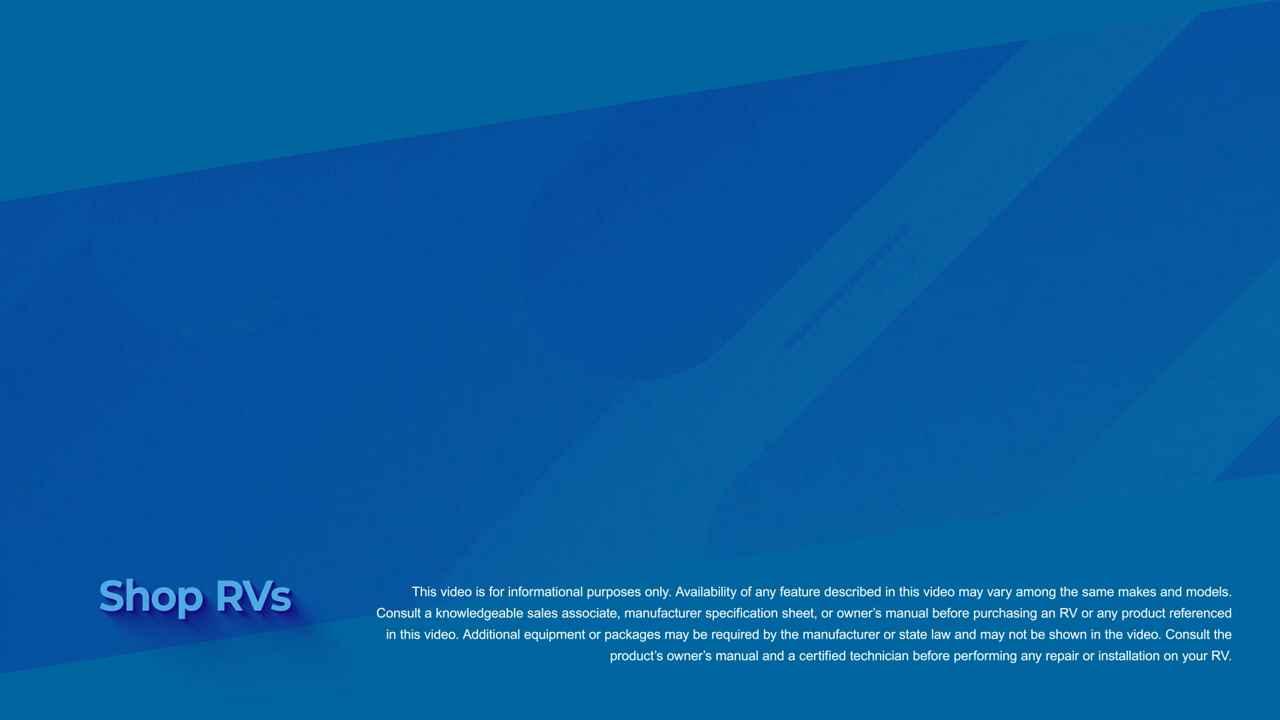 Shop RVs
This video is for informational purposes only. Availability of any feature described in this video may vary among the same makes and models.
Consult a knowledgeable sales associate, manufacturer specification sheet, or owner’s manual before purchasing an RV or any product referenced
in this video. Additional equipment or packages may be required by the manufacturer or state law and may not be shown in the video. Consult the
product’s owner’s manual and a certified technician before performing any repair or installation on your RV.